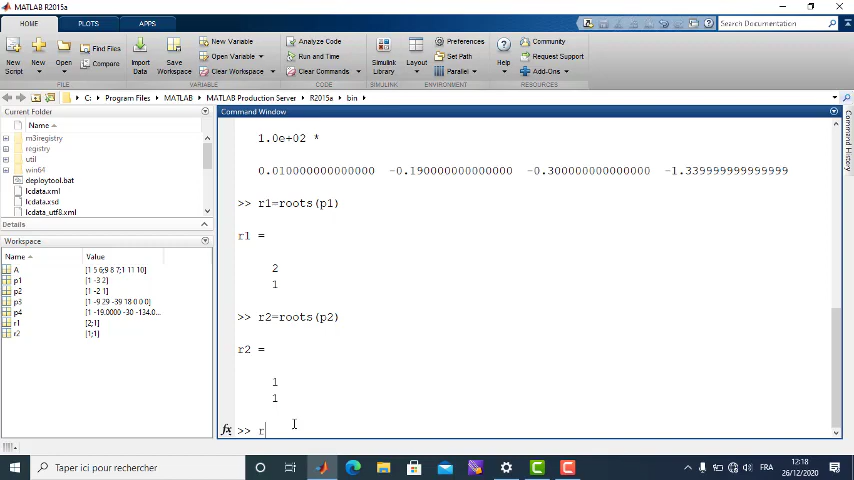 MATLAB R2015a
HOME PLOTS APPS
Search Documentation
New Script
New
Open
Find Files
Compare
Import Data
Save Workspace
New Variable
Open Variable
Clear Workspace
Analyze Code
Run and Time
Clear Commands
Simulink Library
Layout
Preferences
Set Path
Parallel
Help
Community
Request Support
Add-Ons
FILE VARIABLE CODE SIMULINK ENVIRONMENT RESOURCES
C: Program Files MATLAB MATLAB Production Server R2015a bin
Current Folder
Name
m3iregistry
registry
util
win64
deploytool.bat
lcdata.xml
lcdata.xsd
lcdata_utf8.xml
Details
Workspace
Name Value
A [1 5 6;9 8 7;1 11 10]
p1 [1 -3 2]
p2 [1 -2 1]
p3 [1 -9 29 -39 18 0 0 0]
p4 [1 -19.0000 -30 -134.0...
r1 [2;1]
r2 [1;1]
Command Window
1.0e+02 *
0.010000000000000 -0.190000000000000 -0.300000000000000 -1.339999999999999
>> r1=roots(p1)
r1 =
2
1
>> r2=roots(p2)
r2 =
1
1
fx >> r
Command History
Taper ici pour rechercher
FRA
12:18
26/12/2020